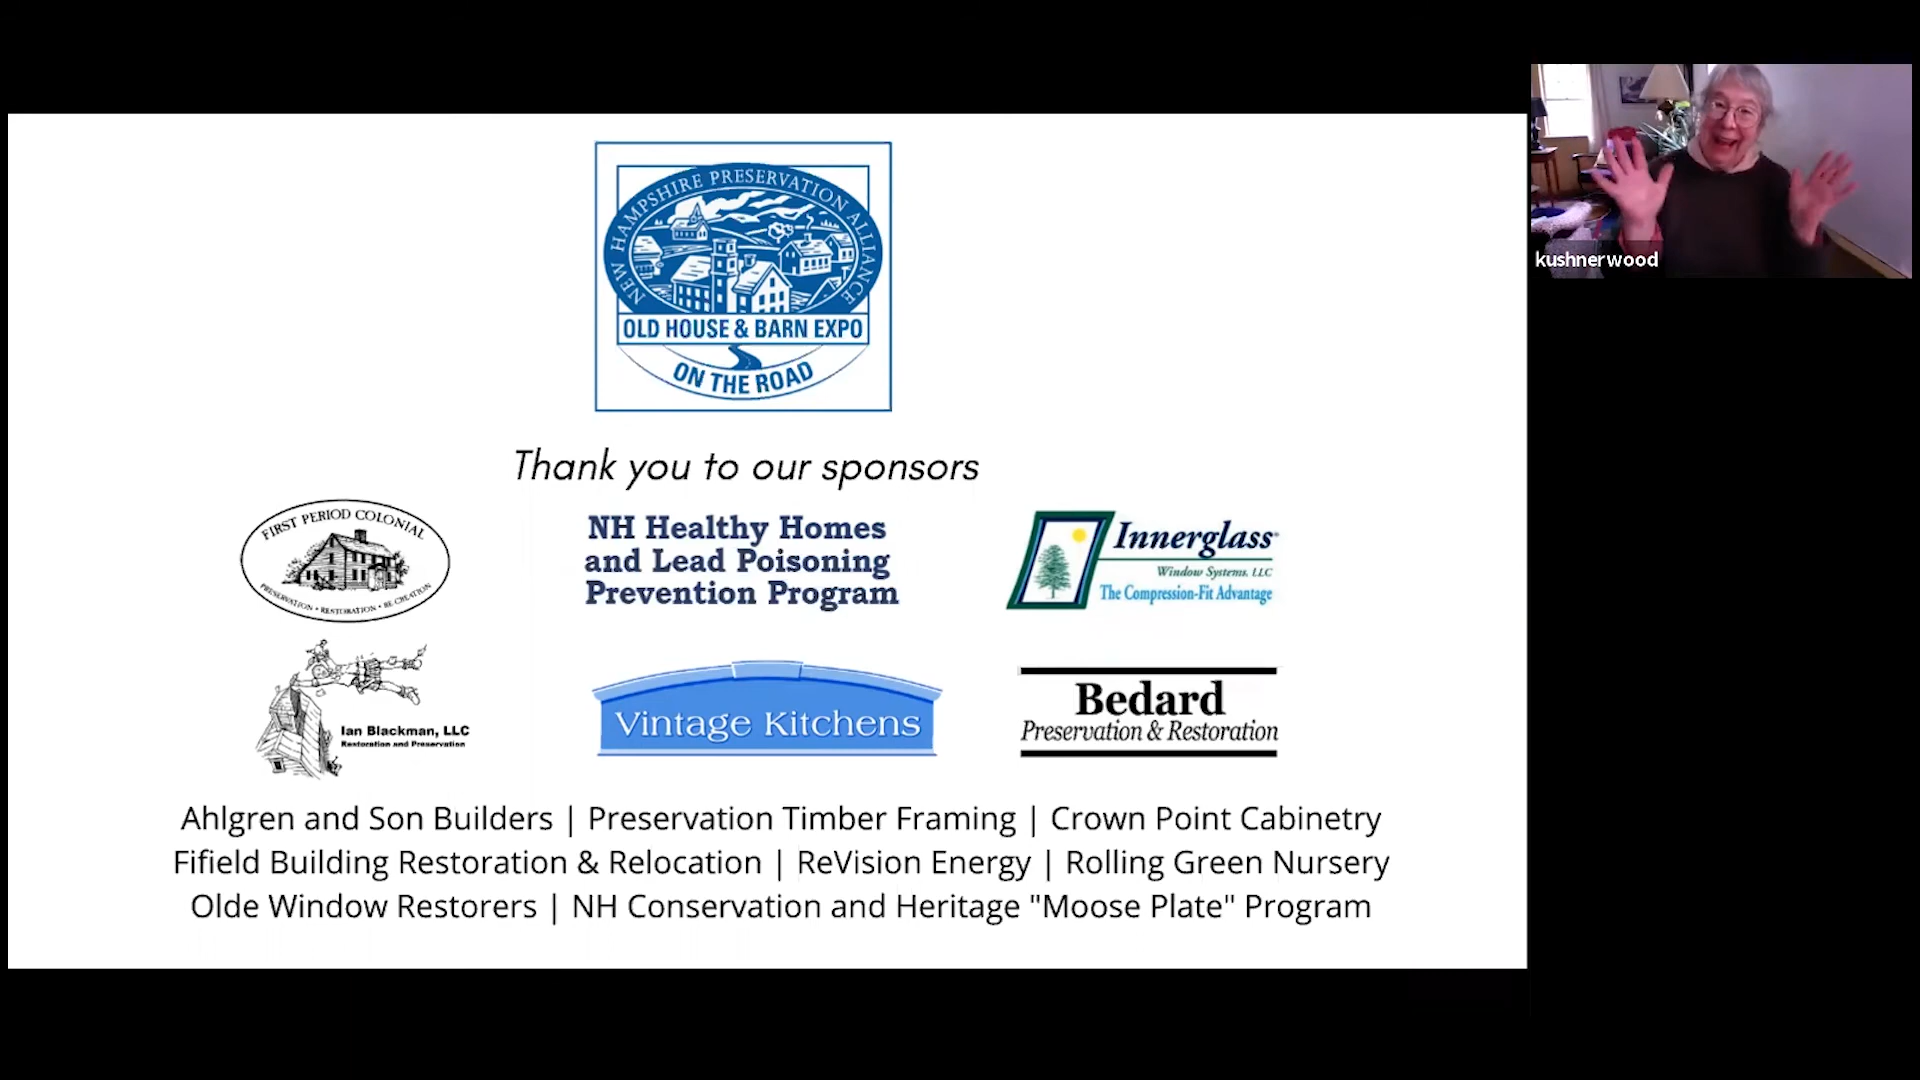 NEW HAMPSHIRE PRESERVATION ALLIANCE
OLD HOUSE & BARN EXPO
ON THE ROAD
kushnerwood
Thank you to our sponsors
FIRST PERIOD COLONIAL
PRESERVATION • RESTORATION • RE-CREATION
NH Healthy Homes
and Lead Poisoning
Prevention Program
Innerglass
Window Systems, LLC
The Compression-Fit Advantage
Ian Blackman, LLC
Restoration and Preservation
Vintage Kitchens
Bedard
Preservation & Restoration
Ahlgren and Son Builders | Preservation Timber Framing | Crown Point Cabinetry
Fifield Building Restoration & Relocation | ReVision Energy | Rolling Green Nursery
Olde Window Restorers | NH Conservation and Heritage "Moose Plate" Program